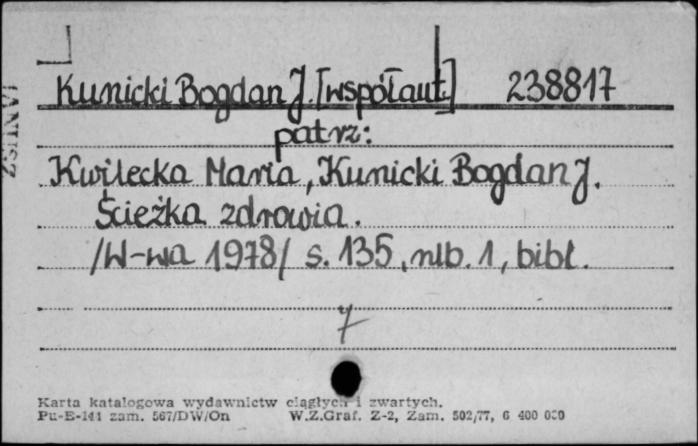 Kunicki Bogdan J. [współaut.] 238817
patrz:
Kwilecka Maria, Kunicki Bogdan J.
Ścieżka zdrowia.
/W-wa 1978/ s. 135, nlb. 1, bibl.
7
Karta katalogowa wydawnictw ciągłych i zwartych.
Pu-E-141 zam. 567/DW/On W.Z.Graf. Z-2, Zam. 502/77, 6 400 000